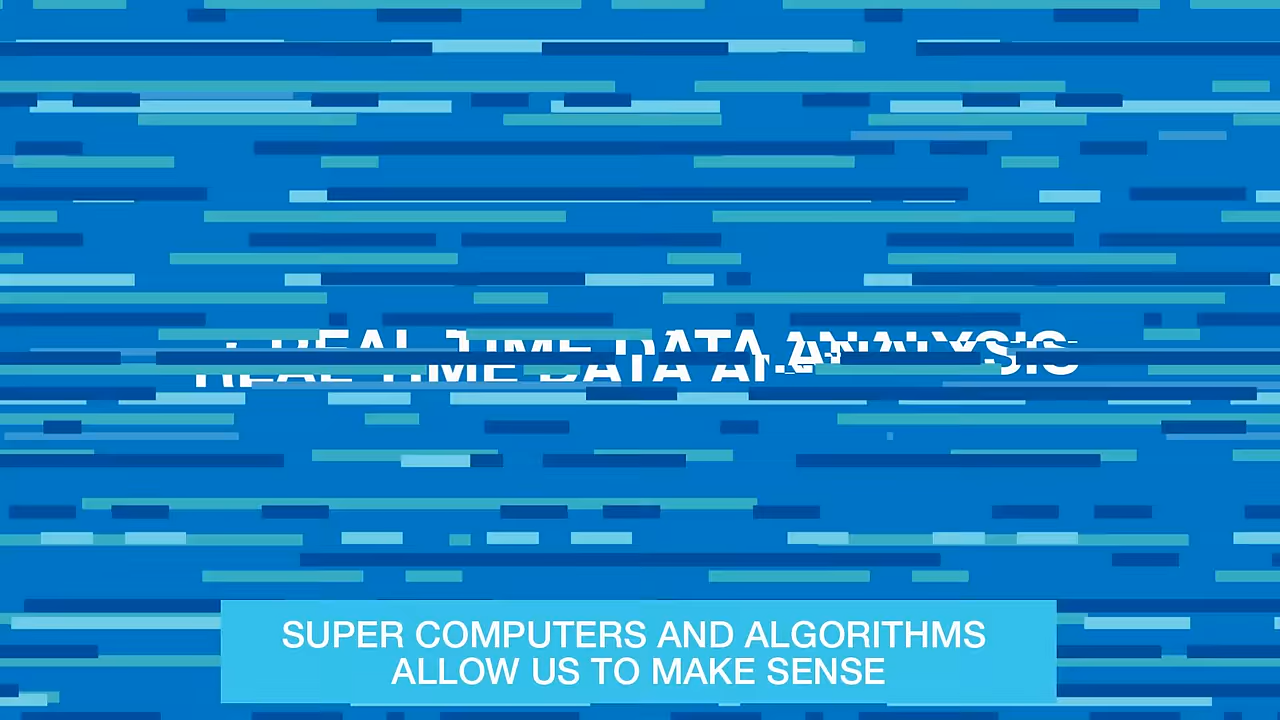 REAL TIME DATA ANALYSIS
SUPER COMPUTERS AND ALGORITHMS
ALLOW US TO MAKE SENSE